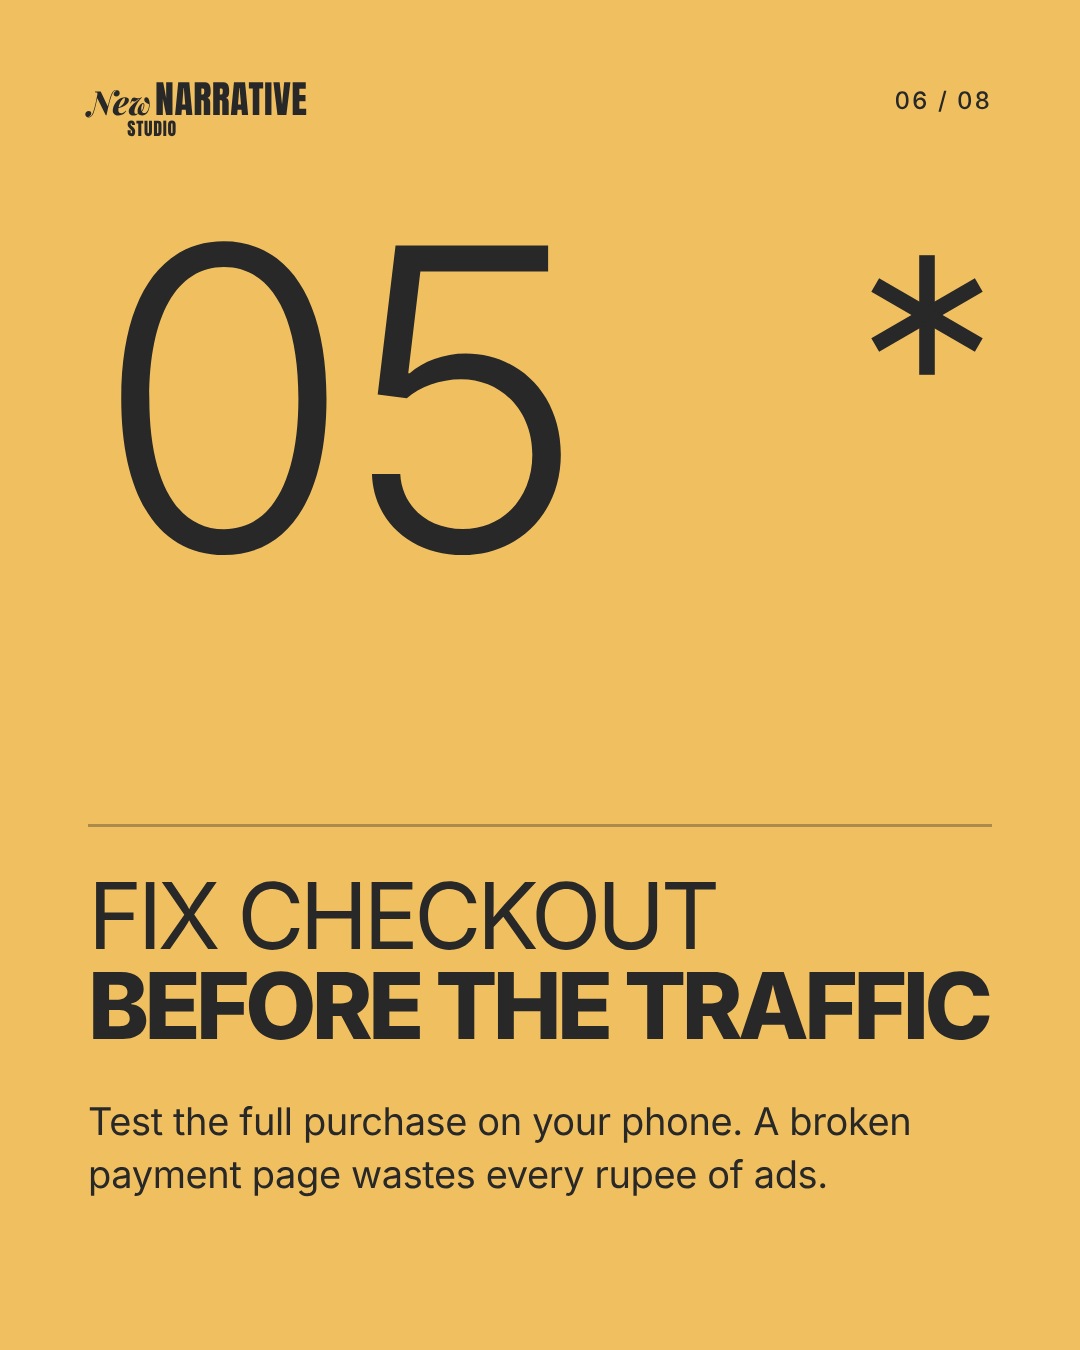 New NARRATIVE
STUDIO
06 / 08
05 *
FIX CHECKOUT
BEFORE THE TRAFFIC
Test the full purchase on your phone. A broken
payment page wastes every rupee of ads.